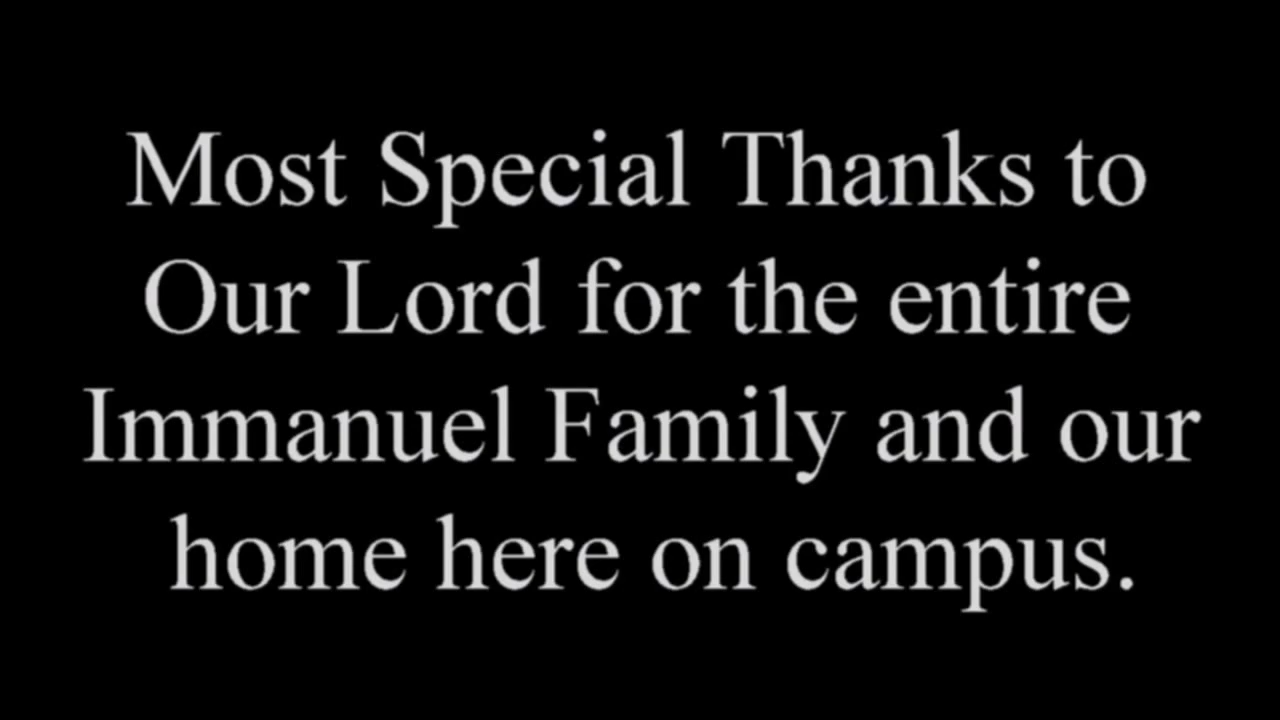 Most Special Thanks to
Our Lord for the entire
Immanuel Family and our
home here on campus.